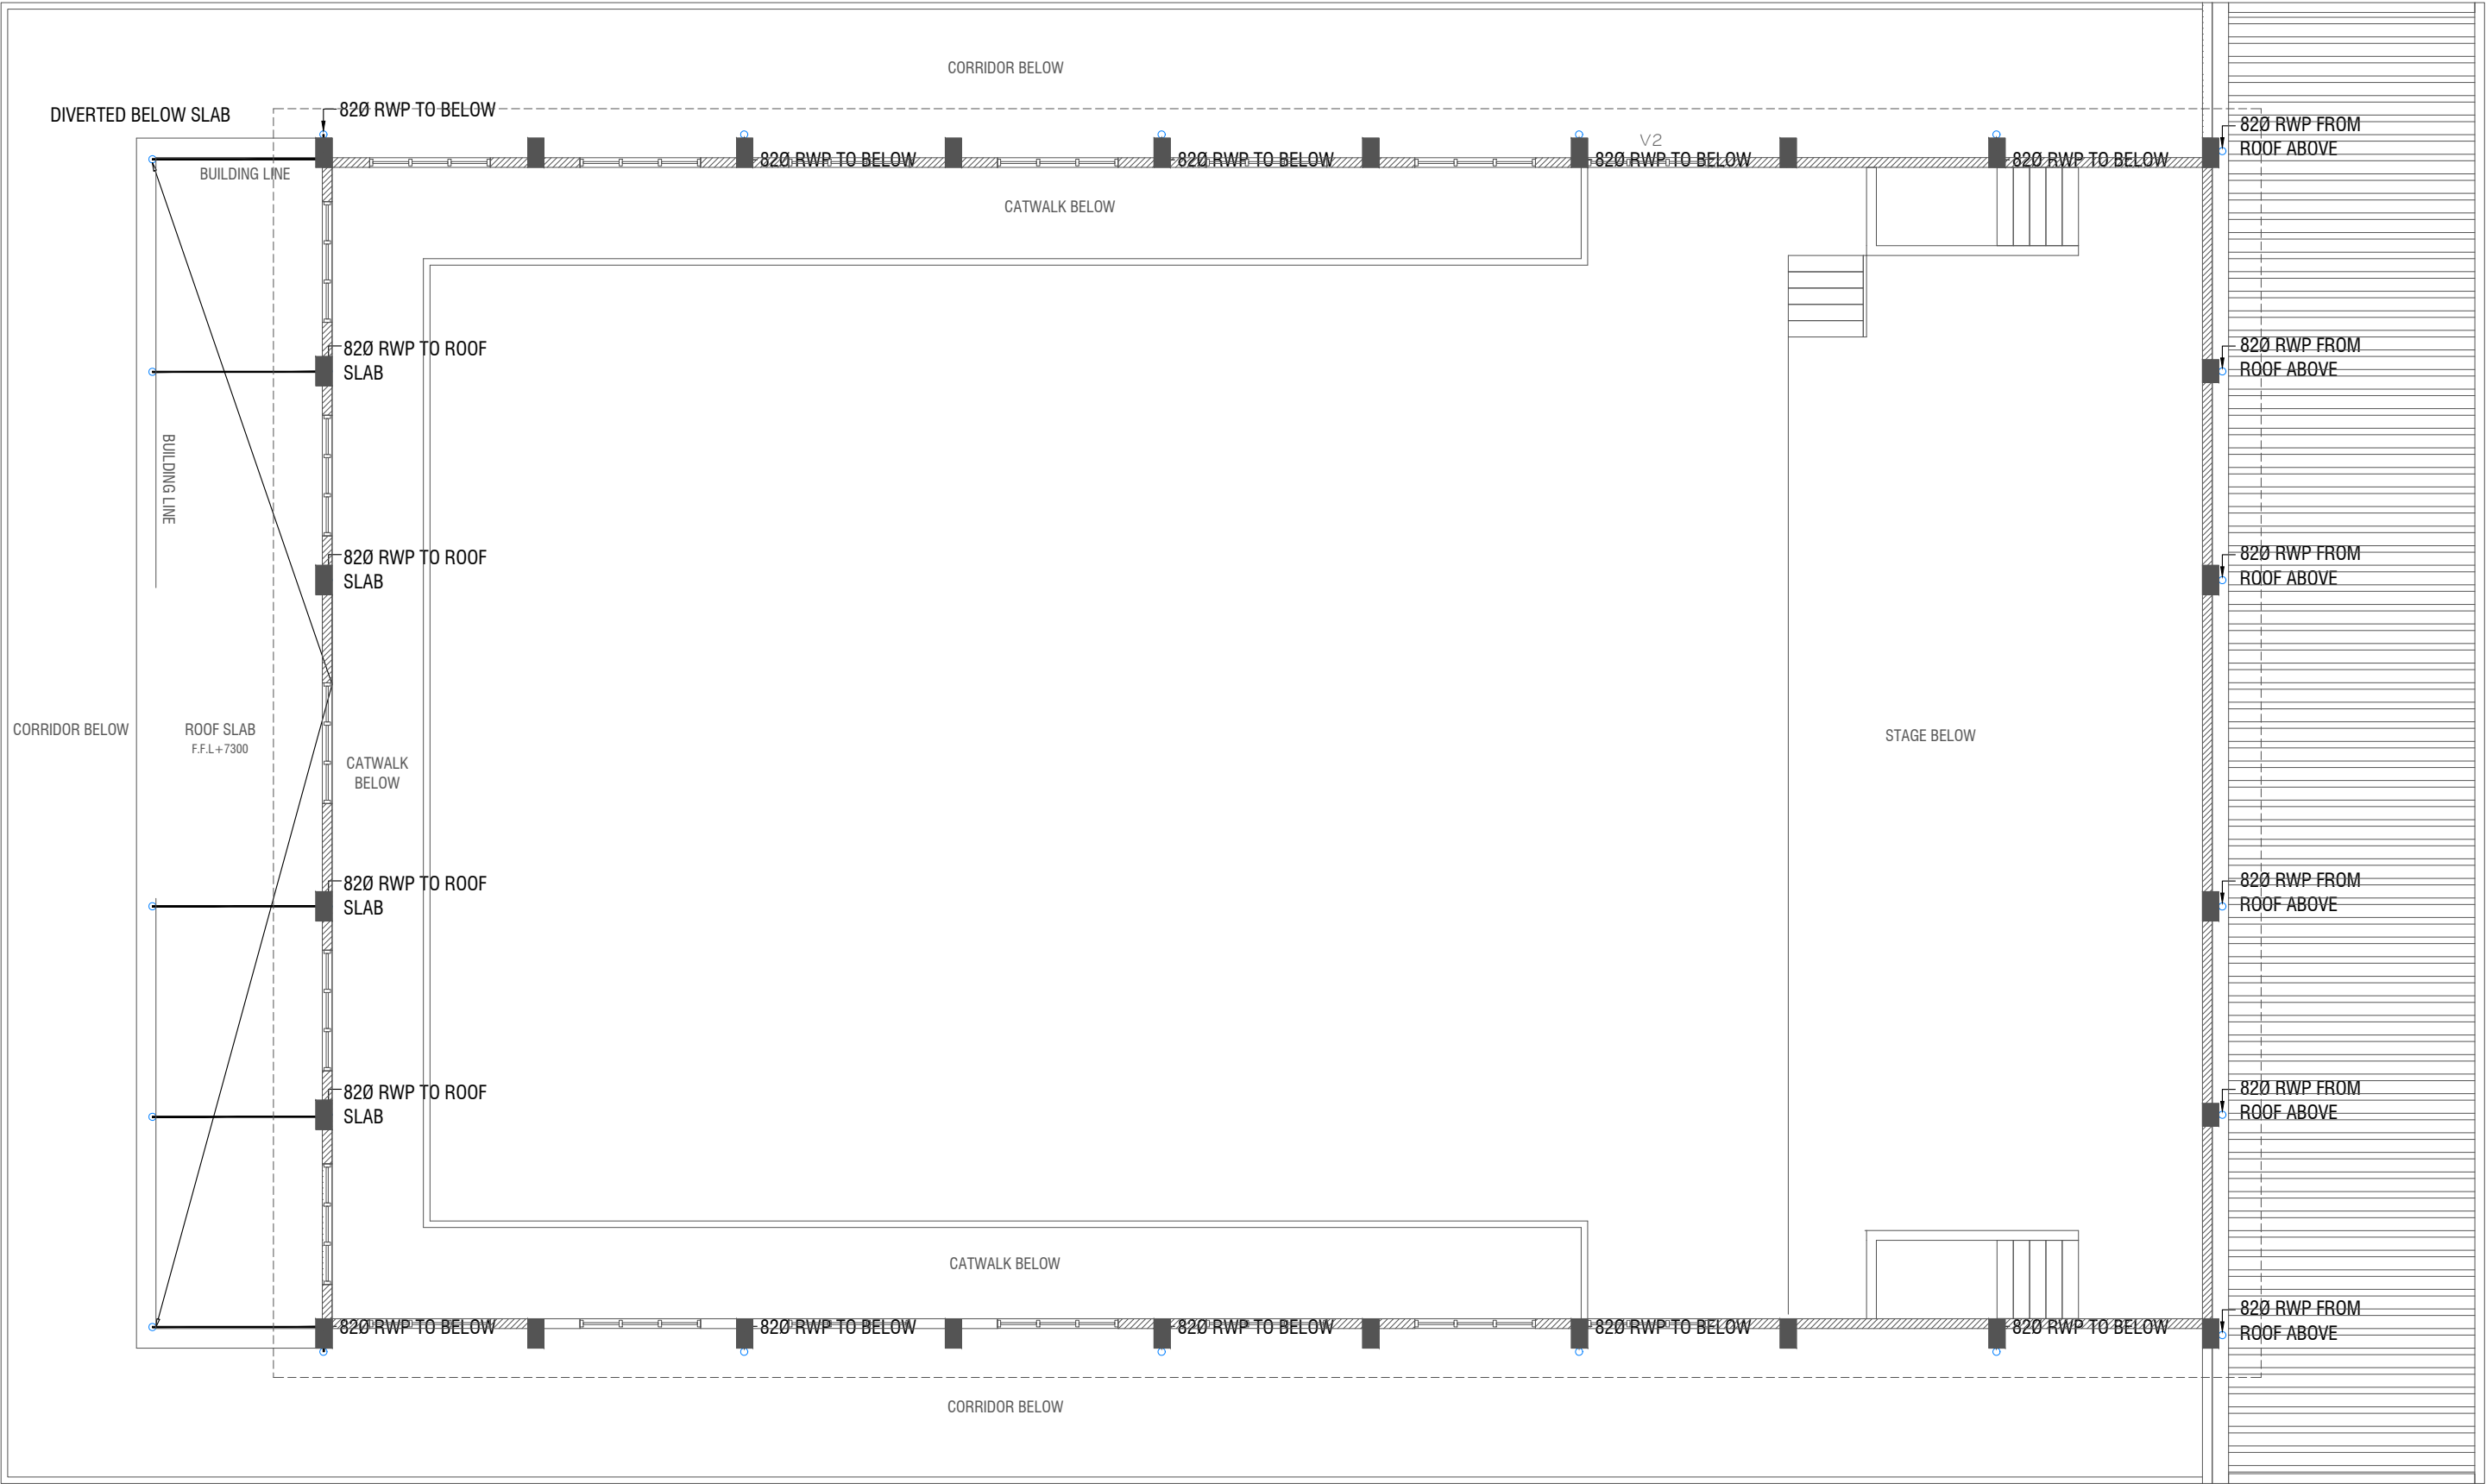 CORRIDOR BELOW
DIVERTED BELOW SLAB
82Ø RWP TO BELOW
82Ø RWP FROM
ROOF ABOVE
V2
82Ø RWP TO BELOW
82Ø RWP TO BELOW
82Ø RWP TO BELOW
82Ø RWP TO BELOW
BUILDING LINE
CATWALK BELOW
82Ø RWP TO ROOF
SLAB
82Ø RWP FROM
ROOF ABOVE
BUILDING LINE
82Ø RWP TO ROOF
SLAB
82Ø RWP FROM
ROOF ABOVE
CORRIDOR BELOW
ROOF SLAB
F.F.L+7300
CATWALK
BELOW
STAGE BELOW
82Ø RWP TO ROOF
SLAB
82Ø RWP FROM
ROOF ABOVE
82Ø RWP TO ROOF
SLAB
82Ø RWP FROM
ROOF ABOVE
CATWALK BELOW
82Ø RWP TO BELOW
82Ø RWP TO BELOW
82Ø RWP TO BELOW
82Ø RWP TO BELOW
82Ø RWP TO BELOW
82Ø RWP FROM
ROOF ABOVE
CORRIDOR BELOW